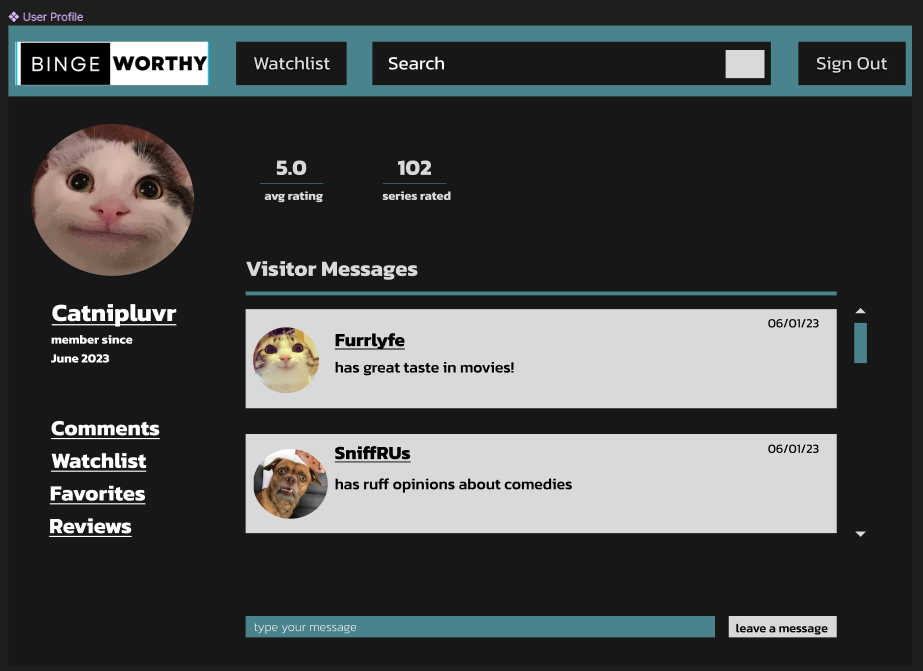 User Profile
BINGE WORTHY
Watchlist
Search
Sign Out
5.0
avg rating
102
series rated
Catnipluvr
member since
June 2023
Comments
Watchlist
Favorites
Reviews
Visitor Messages
06/01/23
Furrlyfe
has great taste in movies!
06/01/23
SniffRUs
has ruff opinions about comedies
type your message
leave a message